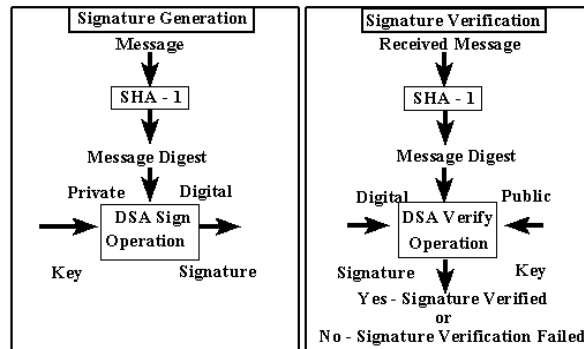 Signature Generation
Message
SHA - 1
Message Digest
Private Digital
DSA Sign
Operation
Key Signature
Signature Verification
Received Message
SHA - 1
Message Digest
Digital Public
DSA Verify
Operation
Signature Key
Yes - Signature Verified
or
No - Signature Verification Failed